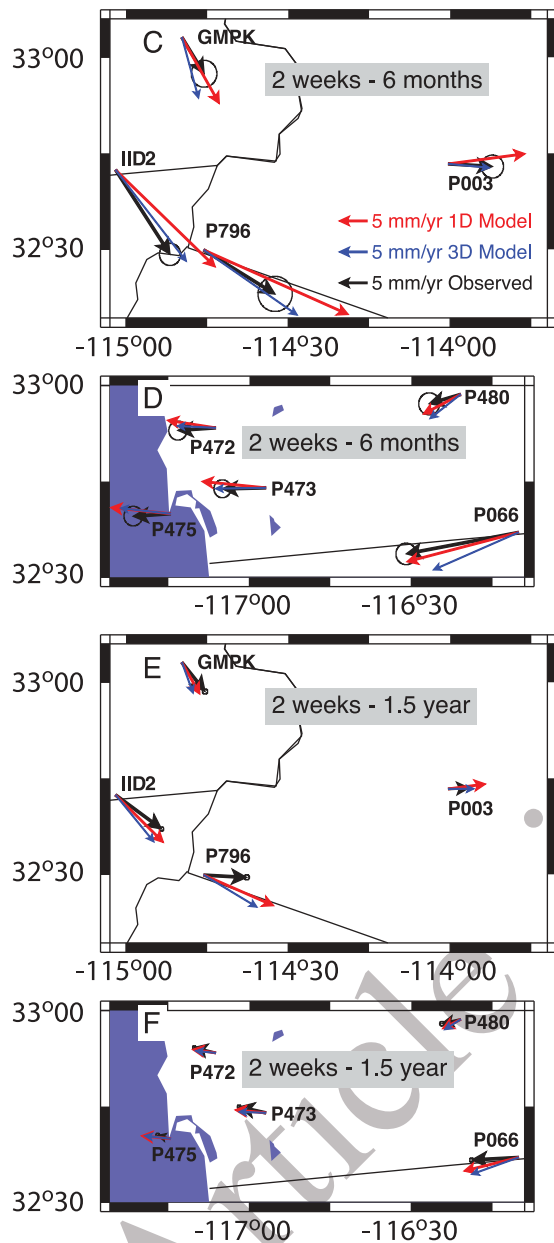 C
GMPK
33°00
2 weeks - 6 months
IID2
P003
P796
5 mm/yr 1D Model
32°30
5 mm/yr 3D Model
5 mm/yr Observed
-115°00
-114°30
-114°00
33°00
D
P480
P472
2 weeks - 6 months
P473
P475
P066
32°30
-117°00
-116°30
E
GMPK
33°00
2 weeks - 1.5 year
IID2
P003
P796
32°30
-115°00
-114°30
-114°00
33°00
F
P480
P472
2 weeks - 1.5 year
P473
P475
P066
32°30
-117°00
-116°30
Article